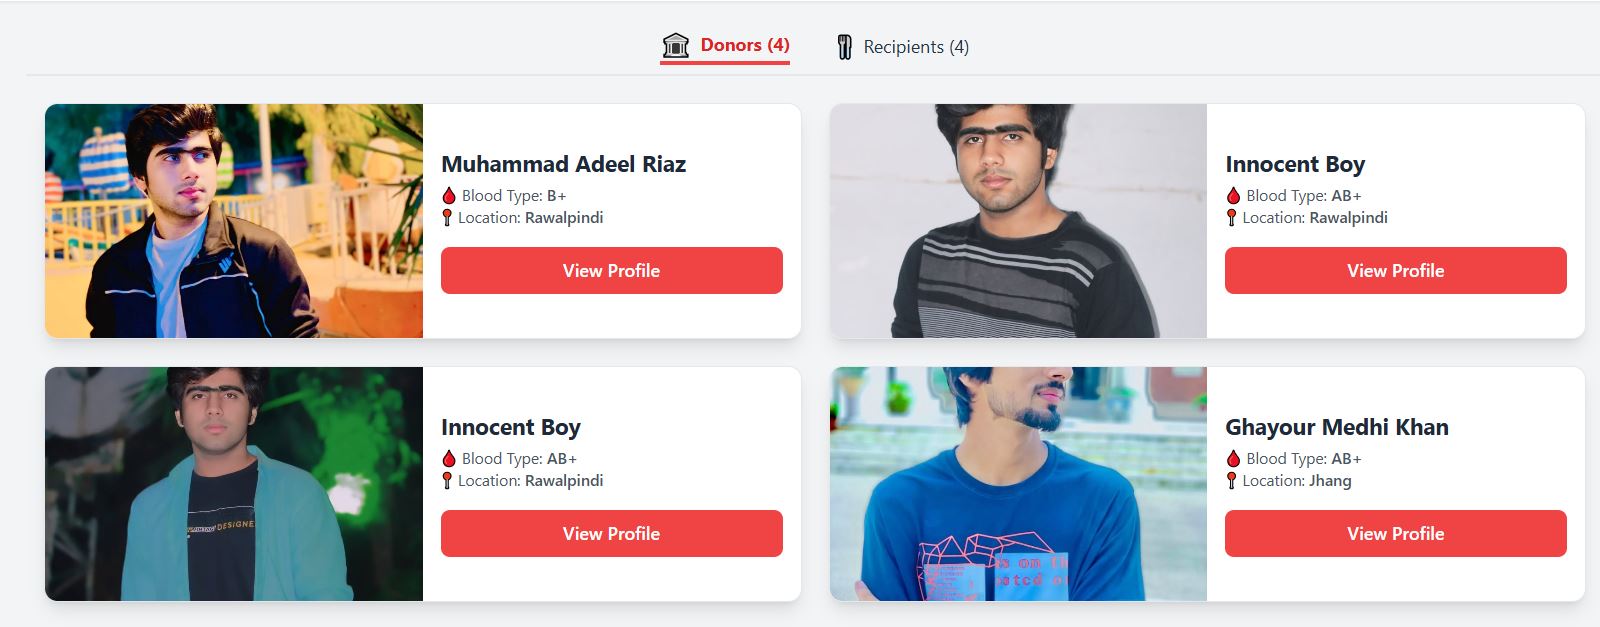 Donors (4)
Recipients (4)
Muhammad Adeel Riaz
Blood Type: B+
Location: Rawalpindi
View Profile
Innocent Boy
Blood Type: AB+
Location: Rawalpindi
View Profile
Innocent Boy
Blood Type: AB+
Location: Rawalpindi
View Profile
DESIGNE
Ghayour Medhi Khan
Blood Type: AB+
Location: Jhang
View Profile